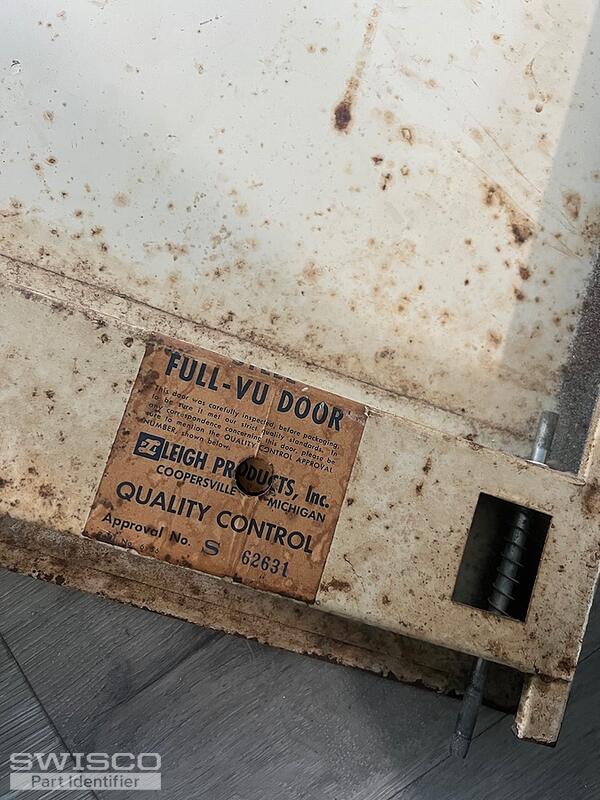 FULL-VU DOOR
This door was carefully inspected, before packaging,
to be sure it met our strict quality standards. In
any correspondence concerning this door, please be
sure to mention the QUALITY CONTROL APPROVAL
NUMBER shown below.
LEIGH PRODUCTS, Inc.
COOPERSVILLE MICHIGAN
QUALITY CONTROL
Approval No. S 62631
SWISCO
Part Identifier